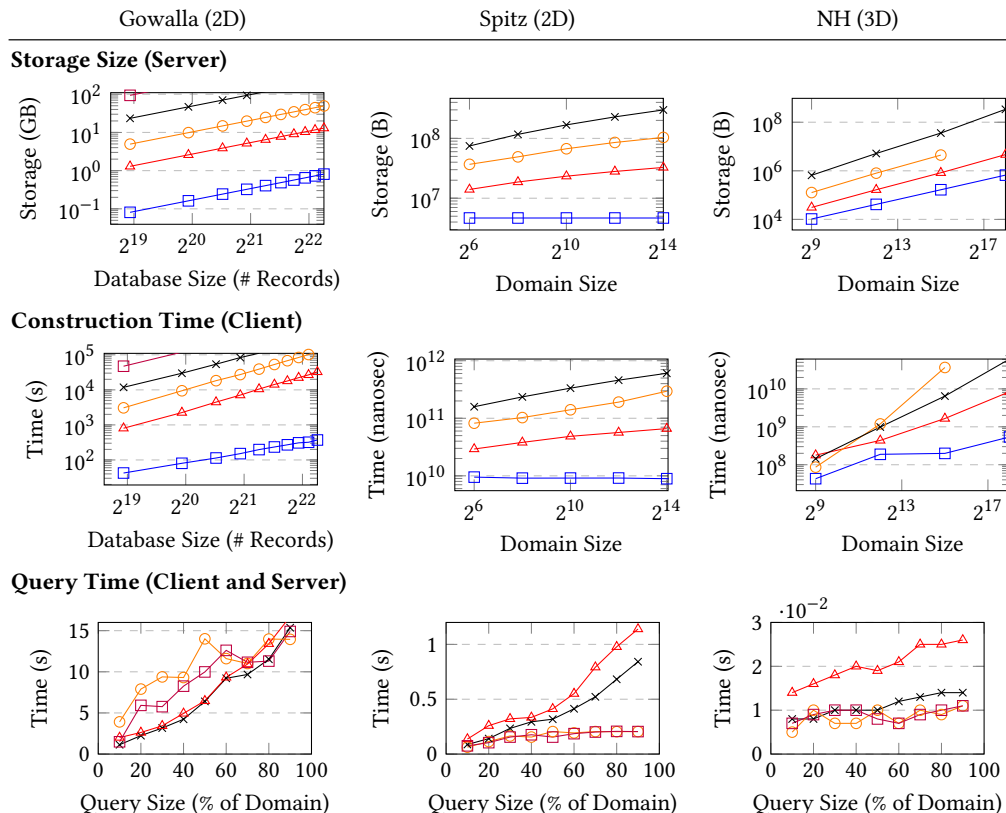 Gowalla (2D) Spitz (2D) NH (3D)
Storage Size (Server)
Storage (GB)
10^2
10^1
10^0
10^−1
2^19 2^20 2^21 2^22
Database Size (# Records)
Storage (B)
10^8
10^7
2^6 2^10 2^14
Domain Size
Storage (B)
10^8
10^6
10^4
2^9 2^13 2^17
Domain Size
Construction Time (Client)
Time (s)
10^5
10^4
10^3
10^2
2^19 2^20 2^21 2^22
Database Size (# Records)
Time (nanosec)
10^12
10^11
10^10
2^6 2^10 2^14
Domain Size
Time (nanosec)
10^10
10^9
10^8
2^9 2^13 2^17
Domain Size
Query Time (Client and Server)
Time (s)
15
10
5
0
0 20 40 60 80 100
Query Size (% of Domain)
Time (s)
1
0.5
0
0 20 40 60 80 100
Query Size (% of Domain)
·10^−2
Time (s)
3
2
1
0
0 20 40 60 80 100
Query Size (% of Domain)